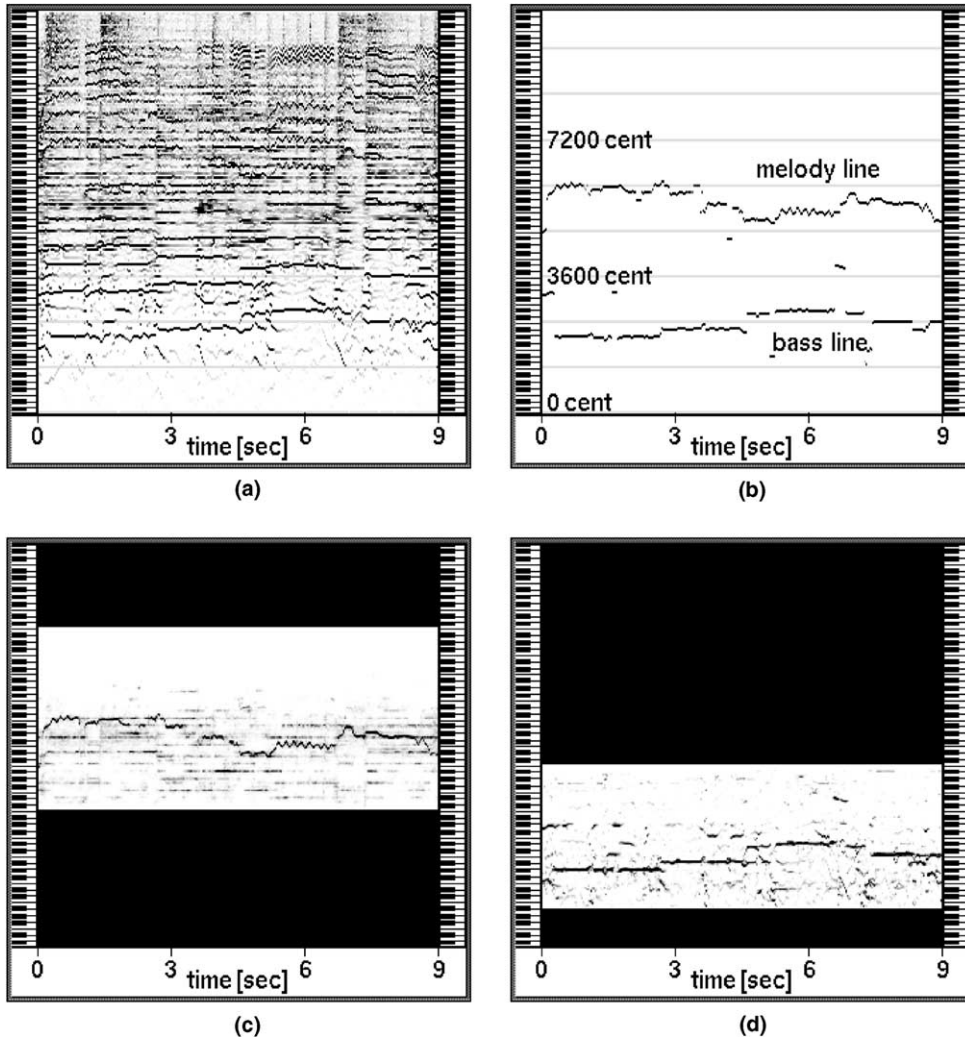 0 3 6 9
time [sec]
(a)
7200 cent
melody line
3600 cent
bass line
0 cent
0 3 6 9
time [sec]
(b)
0 3 6 9
time [sec]
(c)
0 3 6 9
time [sec]
(d)